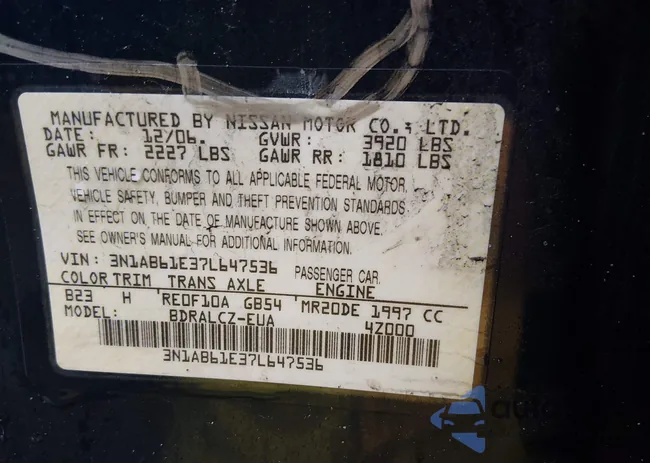 MANUFACTURED BY NISSAN MOTOR CO., LTD.
DATE: 12/06. GVWR: 3920 LBS
GAWR FR: 2227 LBS GAWR RR: 1810 LBS
THIS VEHICLE CONFORMS TO ALL APPLICABLE FEDERAL MOTOR
VEHICLE SAFETY, BUMPER AND THEFT PREVENTION STANDARDS
IN EFFECT ON THE DATE OF MANUFACTURE SHOWN ABOVE.
SEE OWNER'S MANUAL FOR ADDITIONAL INFORMATION.
VIN: 3N1AB61E37L647536 PASSENGER CAR
COLOR TRIM TRANS AXLE ENGINE
B23 H RE0F10A GB54 MR20DE 1997 CC
MODEL: BDRALCZ-EUA 4Z000
3N1AB61E37L647536